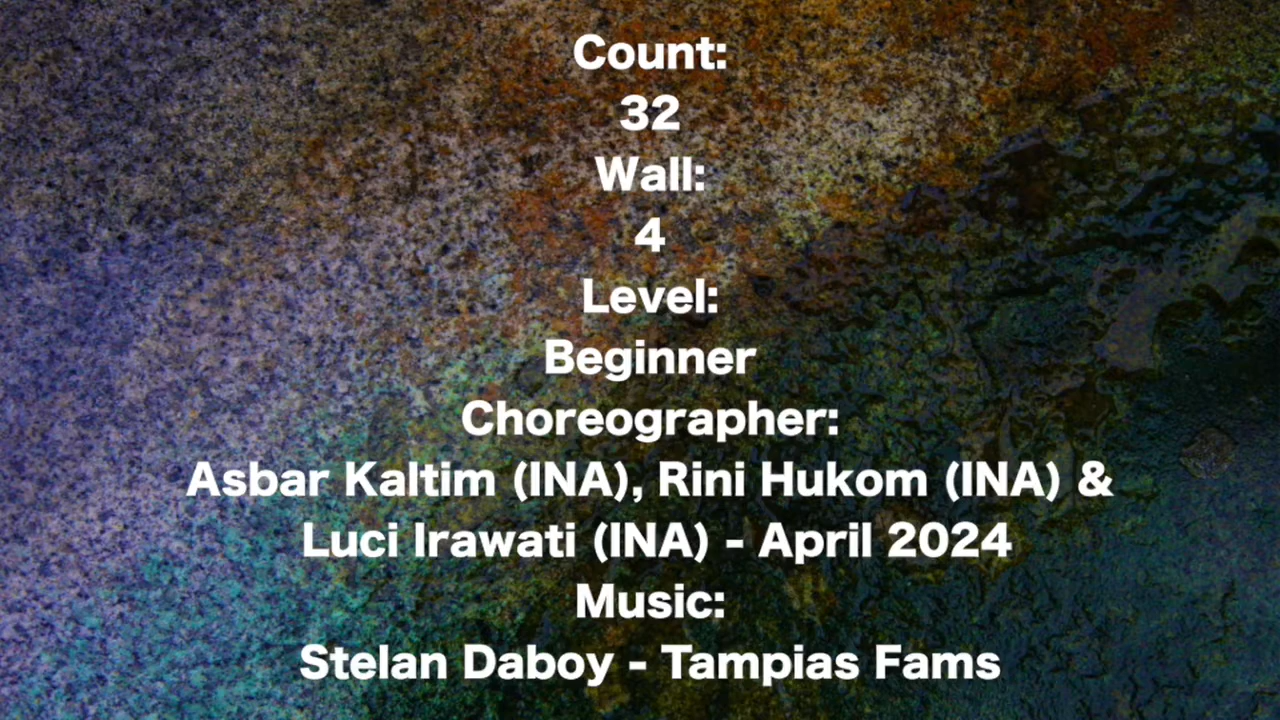 Count:
32
Wall:
4
Level:
Beginner
Choreographer:
Asbar Kaltim (INA), Rini Hukom (INA) &
Luci Irawati (INA) - April 2024
Music:
Stelan Daboy - Tampias Fams